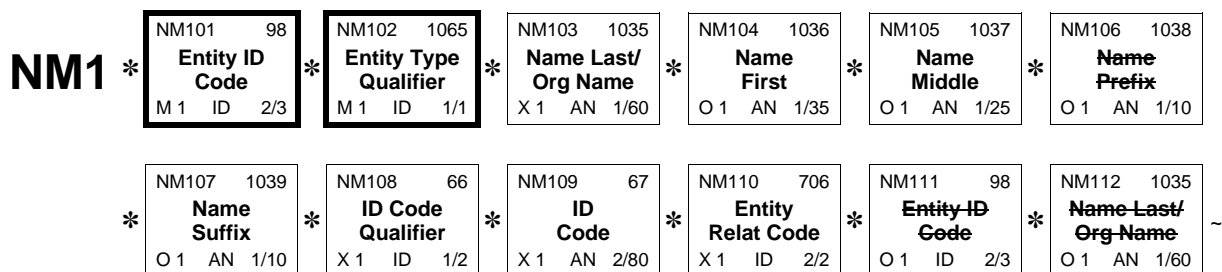 NM101 98 NM102 1065 NM103 1035 NM104 1036 NM105 1037 NM106 1038
NM1 * Entity ID * Entity Type * Name Last/ * Name * Name * Name
Code Qualifier Org Name First Middle Prefix
M 1 ID 2/3 M 1 ID 1/1 X 1 AN 1/60 O 1 AN 1/35 O 1 AN 1/25 O 1 AN 1/10
NM107 1039 NM108 66 NM109 67 NM110 706 NM111 98 NM112 1035
* Name * ID Code * ID * Entity * Entity ID * Name Last/ ~
Suffix Qualifier Code Relat Code Code Org Name
O 1 AN 1/10 X 1 ID 1/2 X 1 AN 2/80 X 1 ID 2/2 O 1 ID 2/3 O 1 AN 1/60